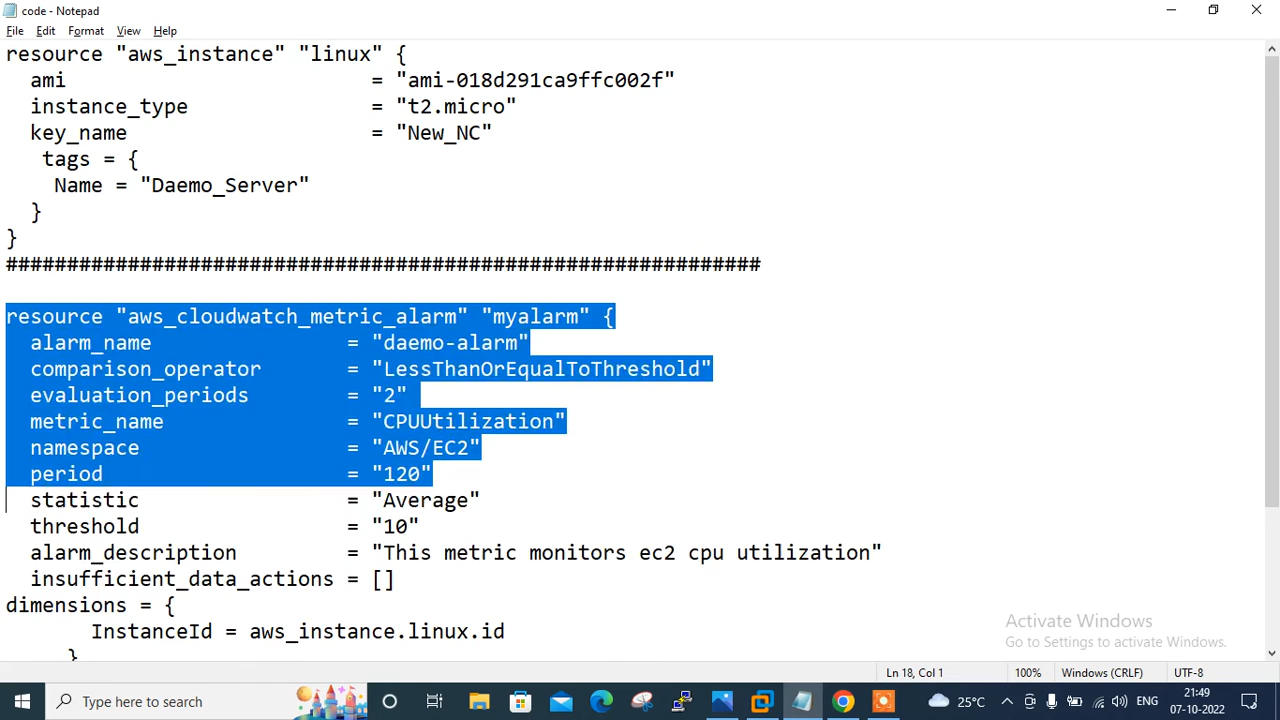 code - Notepad
File Edit Format View Help
resource "aws_instance" "linux" {
ami = "ami-018d291ca9ffc002f"
instance_type = "t2.micro"
key_name = "New_NC"
tags = {
Name = "Daemo_Server"
}
}
##############################################################
resource "aws_cloudwatch_metric_alarm" "myalarm" {
alarm_name = "daemo-alarm"
comparison_operator = "LessThanOrEqualToThreshold"
evaluation_periods = "2"
metric_name = "CPUUtilization"
namespace = "AWS/EC2"
period = "120"
statistic = "Average"
threshold = "10"
alarm_description = "This metric monitors ec2 cpu utilization"
insufficient_data_actions = []
dimensions = {
InstanceId = aws_instance.linux.id
}
Activate Windows
Go to Settings to activate Windows.
Ln 18, Col 1 100% Windows (CRLF) UTF-8
Type here to search 25°C ENG 21:49
07-10-2022